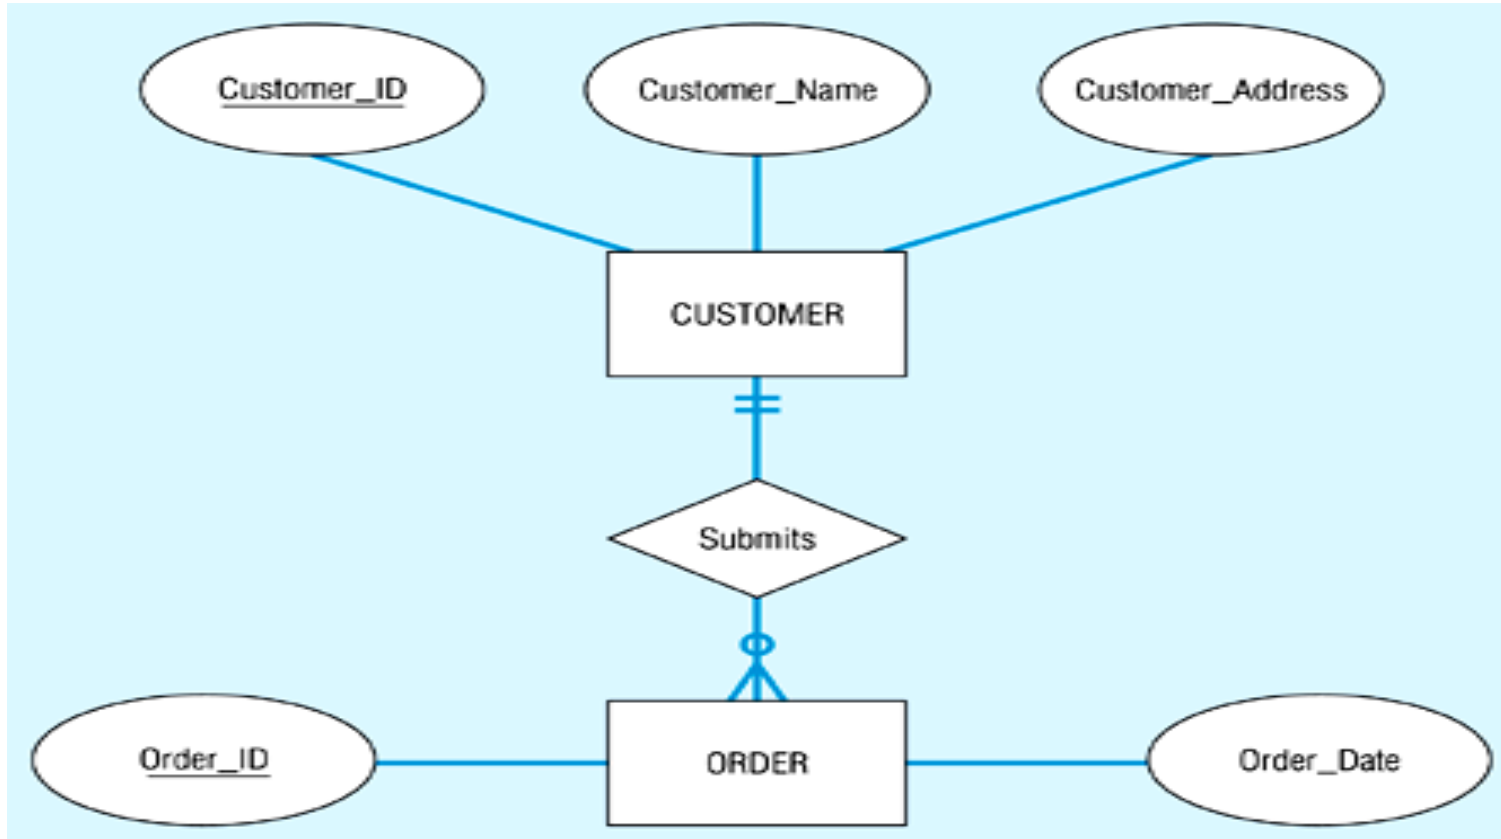 Customer_ID
Customer_Name
Customer_Address
CUSTOMER
Submits
Order_ID
ORDER
Order_Date